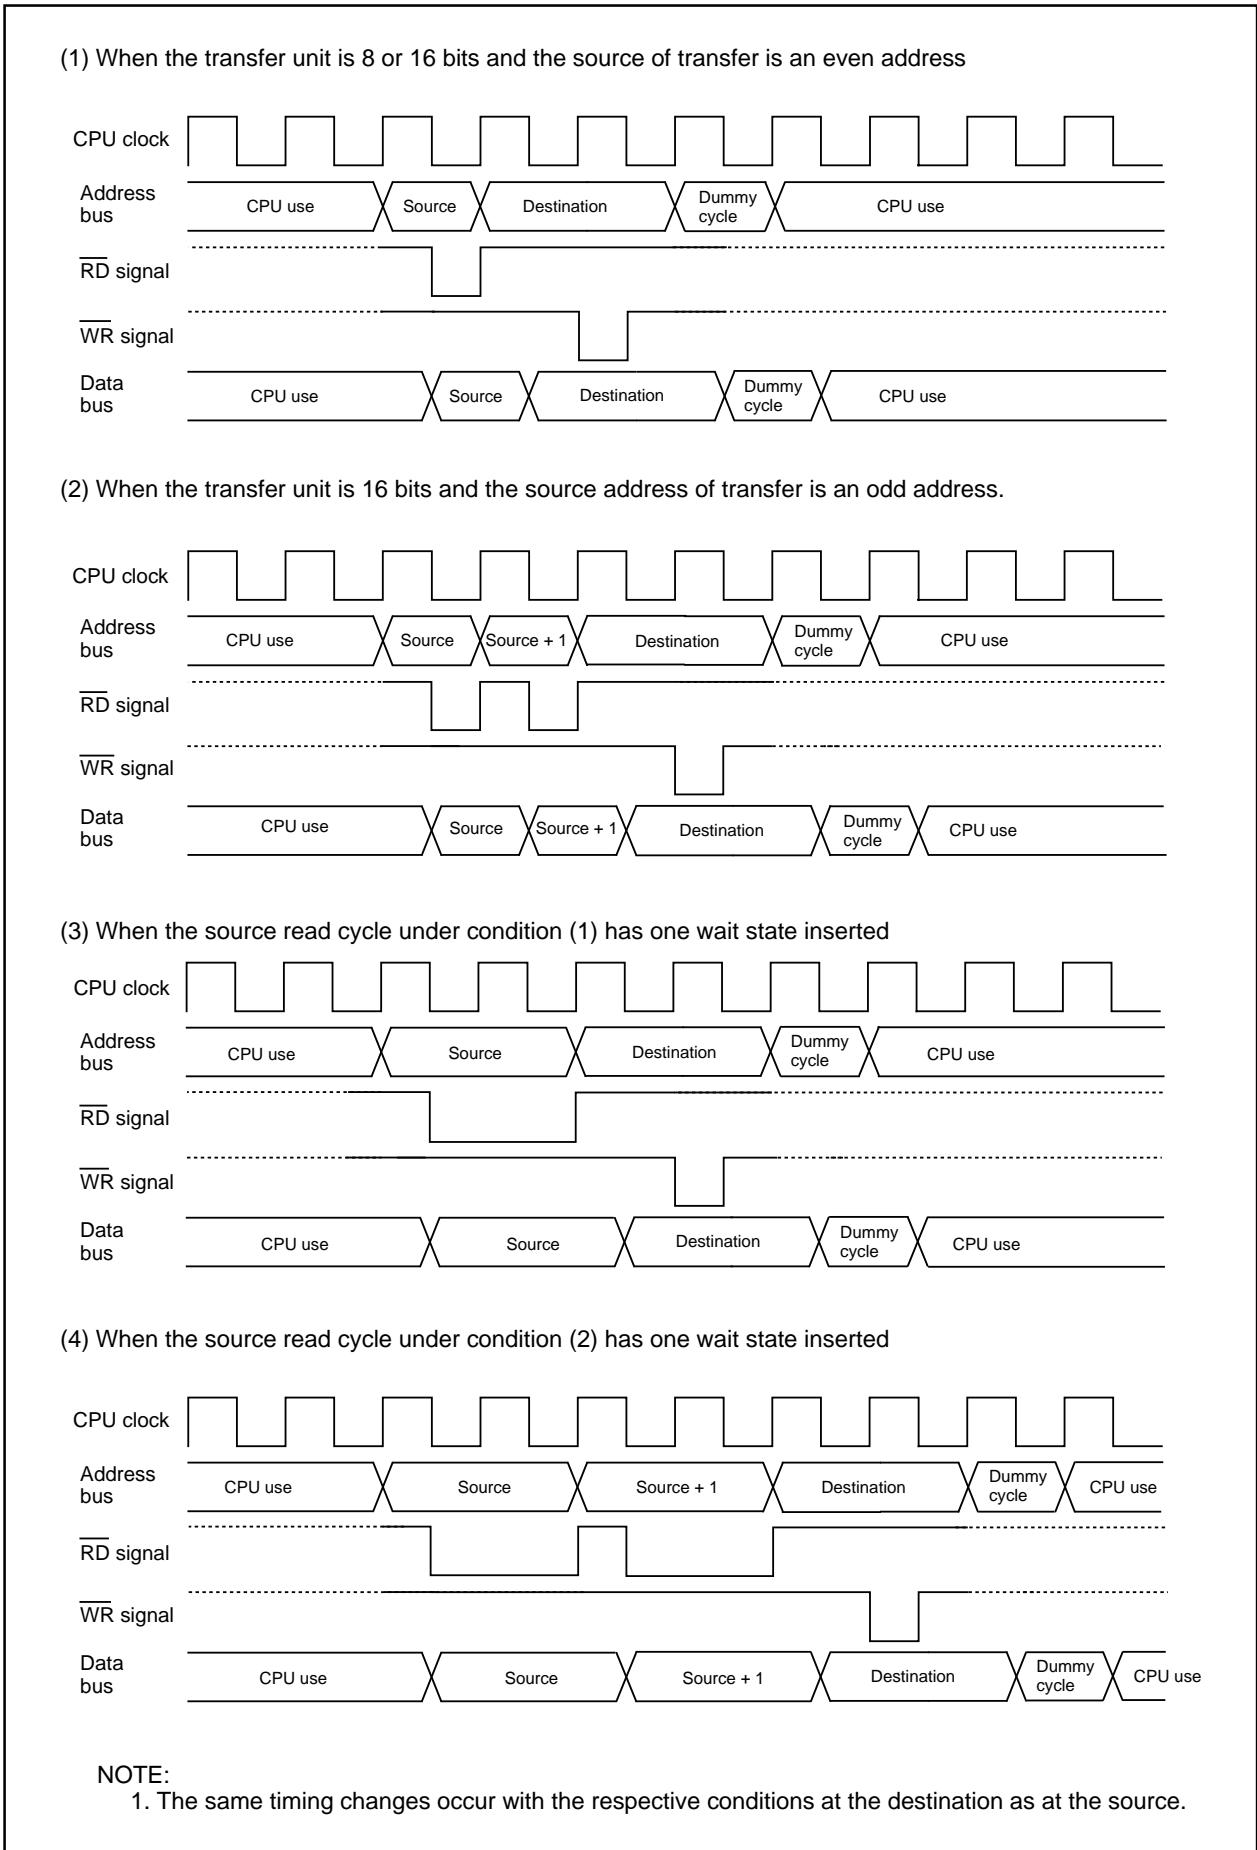 (1) When the transfer unit is 8 or 16 bits and the source of transfer is an even address
CPU clock
Address
bus
CPU use
Source
Destination
Dummy
cycle
CPU use
RD signal
WR signal
Data
bus
CPU use
Source
Destination
Dummy
cycle
CPU use
(2) When the transfer unit is 16 bits and the source address of transfer is an odd address.
CPU clock
Address
bus
CPU use
Source
Source + 1
Destination
Dummy
cycle
CPU use
RD signal
WR signal
Data
bus
CPU use
Source
Source + 1
Destination
Dummy
cycle
CPU use
(3) When the source read cycle under condition (1) has one wait state inserted
CPU clock
Address
bus
CPU use
Source
Destination
Dummy
cycle
CPU use
RD signal
WR signal
Data
bus
CPU use
Source
Destination
Dummy
cycle
CPU use
(4) When the source read cycle under condition (2) has one wait state inserted
CPU clock
Address
bus
CPU use
Source
Source + 1
Destination
Dummy
cycle
CPU use
RD signal
WR signal
Data
bus
CPU use
Source
Source + 1
Destination
Dummy
cycle
CPU use
NOTE:
1. The same timing changes occur with the respective conditions at the destination as at the source.